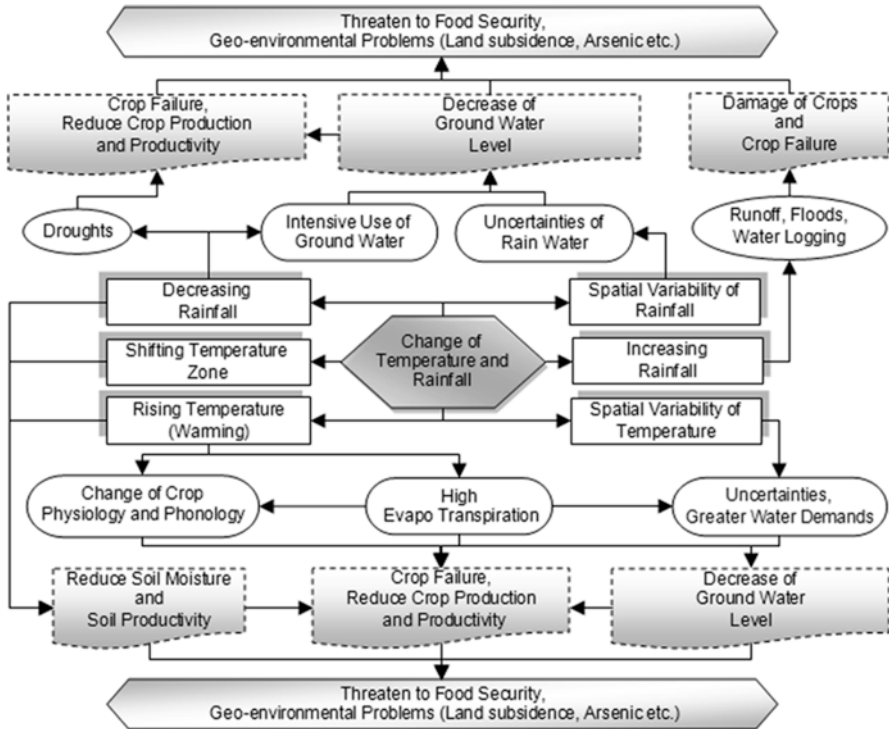 Threaten to Food Security,
Geo-environmental Problems (Land subsidence, Arsenic etc.)
Crop Failure,
Reduce Crop Production
and Productivity
Decrease of
Ground Water
Level
Damage of Crops
and
Crop Failure
Droughts
Intensive Use of
Ground Water
Uncertainties of
Rain Water
Runoff, Floods,
Water Logging
Decreasing
Rainfall
Spatial Variability of
Rainfall
Shifting Temperature
Zone
Change of
Temperature and
Rainfall
Increasing
Rainfall
Rising Temperature
(Warming)
Spatial Variability of
Temperature
Change of Crop
Physiology and Phonology
High
Evapo Transpiration
Uncertainties,
Greater Water Demands
Reduce Soil Moisture
and
Soil Productivity
Crop Failure,
Reduce Crop Production
and Productivity
Decrease of
Ground Water
Level
Threaten to Food Security,
Geo-environmental Problems (Land subsidence, Arsenic etc.)